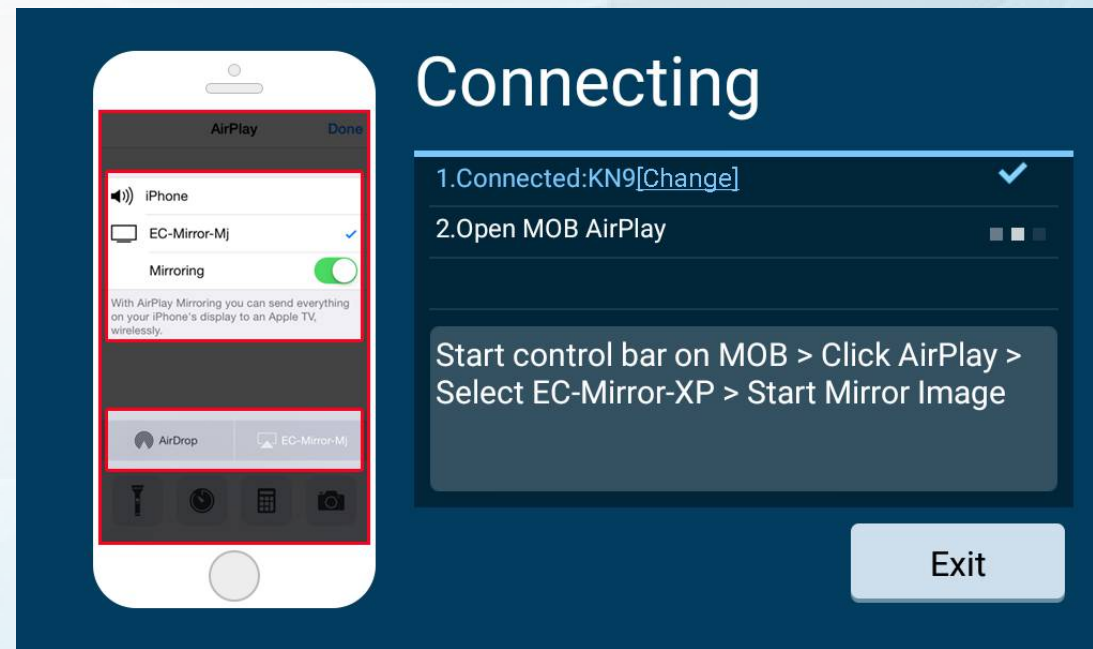 AirPlay
Done
iPhone
EC-Mirror-Mj
Mirroring
With AirPlay Mirroring you can send everything
on your iPhone's display to an Apple TV,
wirelessly.
AirDrop
EC-Mirror-Mj
Connecting
1.Connected:KN9[Change]
2.Open MOB AirPlay
Start control bar on MOB > Click AirPlay >
Select EC-Mirror-XP > Start Mirror Image
Exit